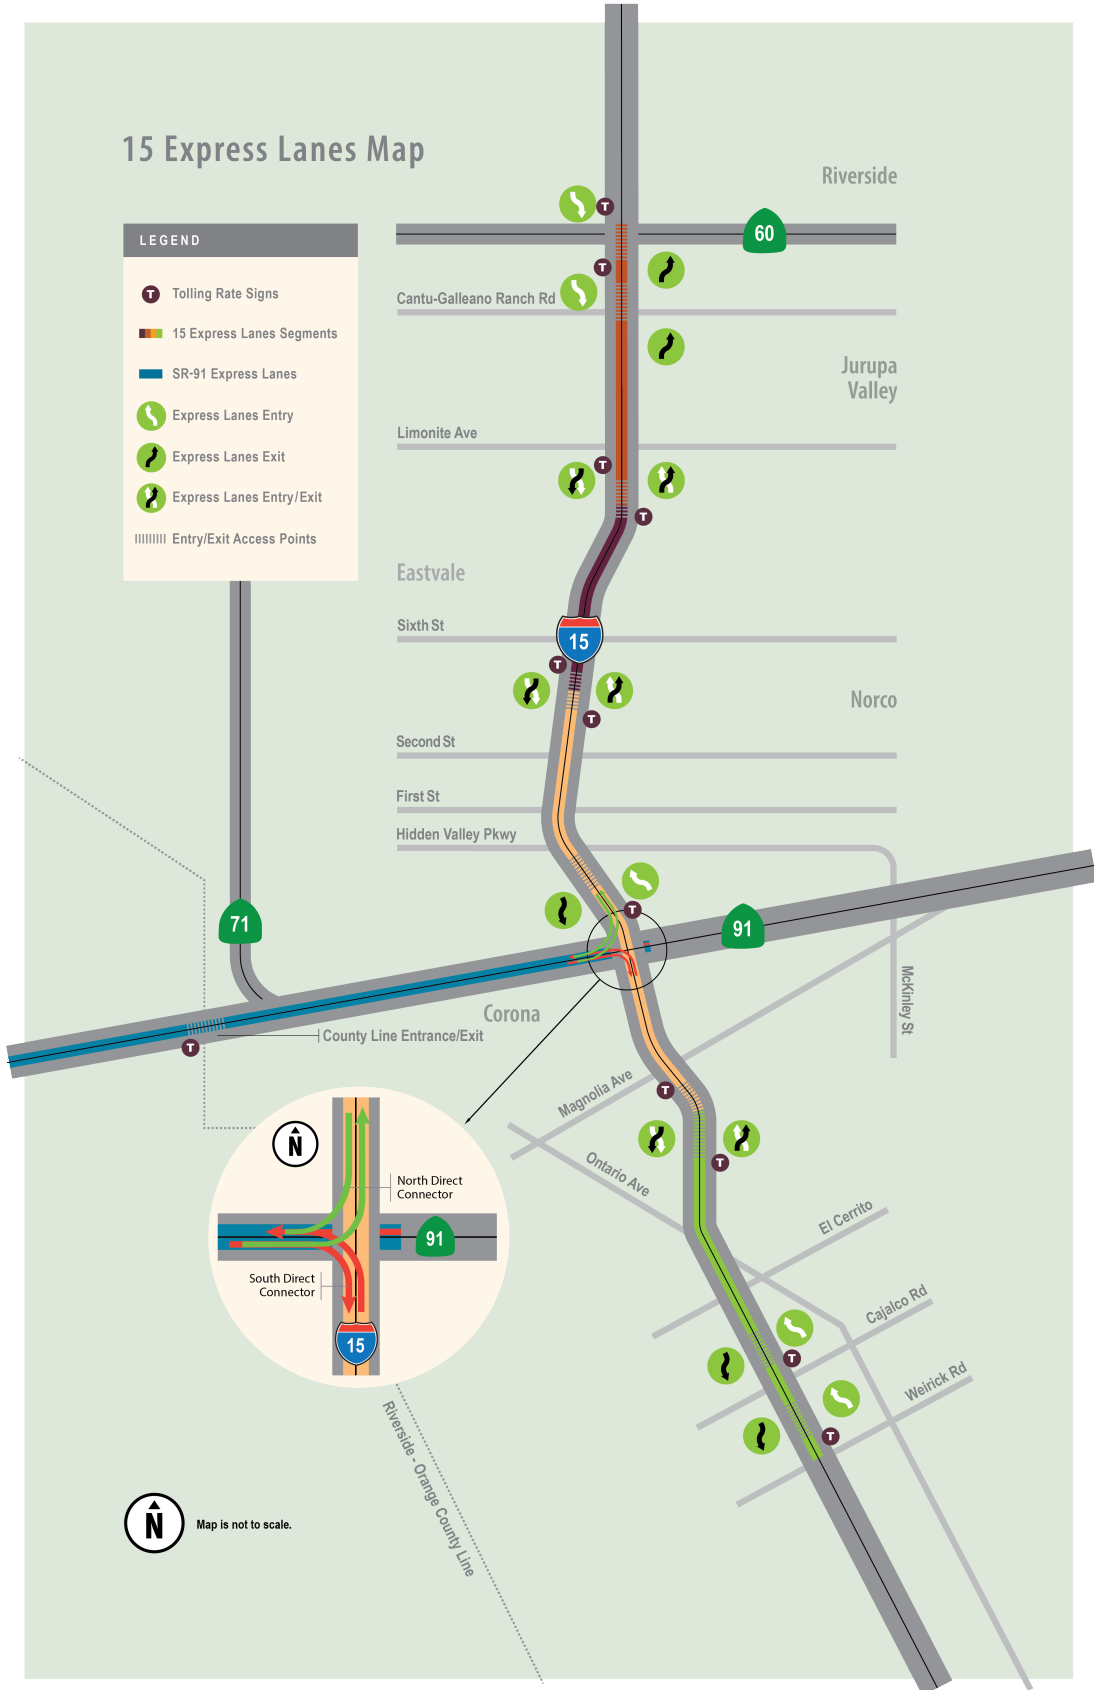 15 Express Lanes Map
Riverside
T
60
LEGEND
T
Tolling Rate Signs
15 Express Lanes Segments
SR-91 Express Lanes
Express Lanes Entry
Express Lanes Exit
Express Lanes Entry/Exit
Entry/Exit Access Points
T
Cantu-Galleano Ranch Rd
Jurupa
Valley
Limonite Ave
T
T
Eastvale
Sixth St
15
T
Norco
T
Second St
First St
Hidden Valley Pkwy
T
71
91
McKinley St
Corona
County Line Entrance/Exit
T
Magnolia Ave
T
Ontario Ave
T
N
North Direct
Connector
91
South Direct
Connector
15
El Cerrito
Cajalco Rd
T
Weirick Rd
T
Riverside - Orange County Line
N
Map is not to scale.